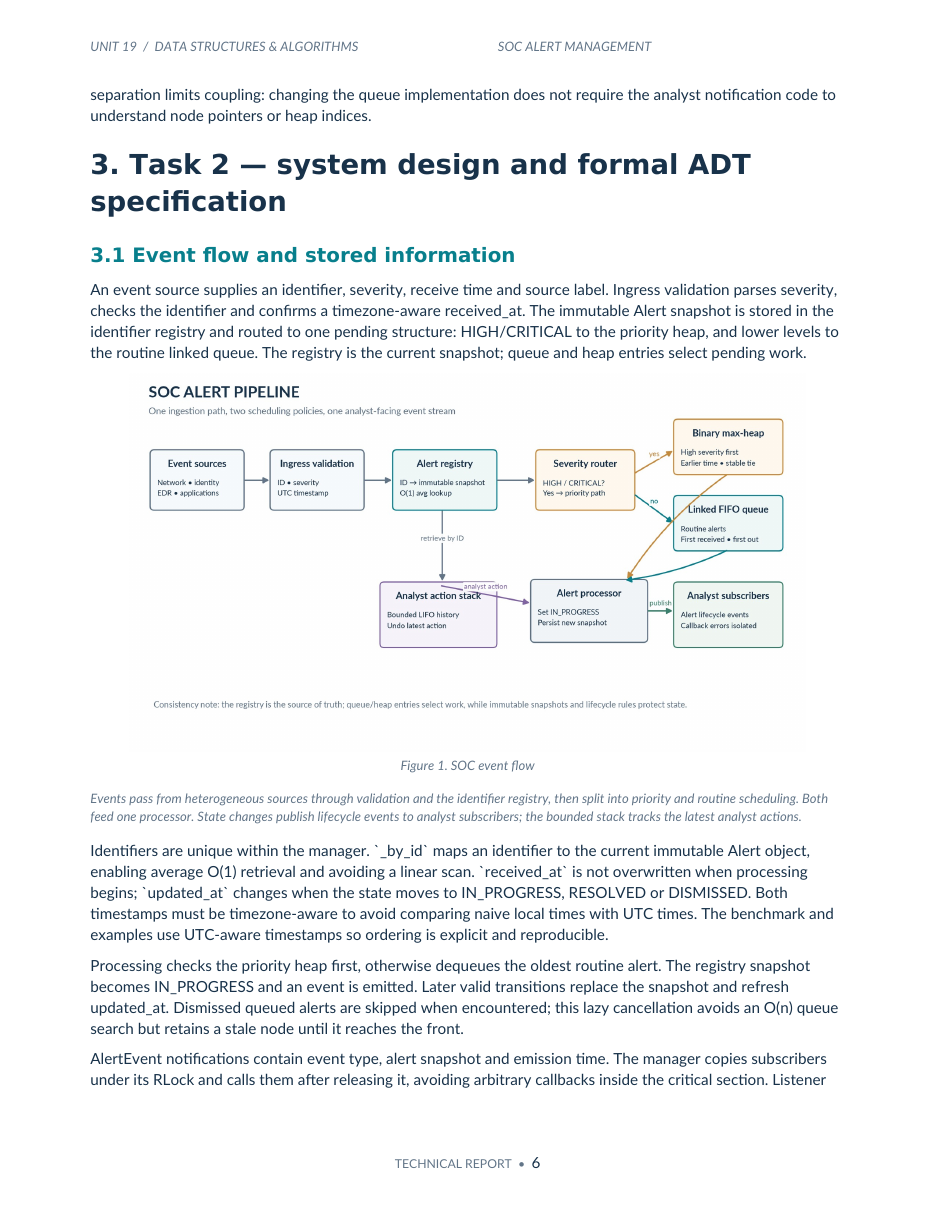 UNIT 19 / DATA STRUCTURES & ALGORITHMS SOC ALERT MANAGEMENT
separation limits coupling: changing the queue implementation does not require the analyst notification code to
understand node pointers or heap indices.
3. Task 2 — system design and formal ADT
specification
3.1 Event flow and stored information
An event source supplies an identifier, severity, receive time and source label. Ingress validation parses severity,
checks the identifier and confirms a timezone-aware received_at. The immutable Alert snapshot is stored in the
identifier registry and routed to one pending structure: HIGH/CRITICAL to the priority heap, and lower levels to
the routine linked queue. The registry is the current snapshot; queue and heap entries select pending work.
SOC ALERT PIPELINE
One ingestion path, two scheduling policies, one analyst-facing event stream
Event sources
Network • identity
EDR • applications
Ingress validation
ID • severity
UTC timestamp
Alert registry
ID → immutable snapshot
O(1) avg lookup
Severity router
HIGH / CRITICAL?
Yes → priority path
yes
no
Binary max-heap
High severity first
Earlier time • stable tie
Linked FIFO queue
Routine alerts
First received • first out
retrieve by ID
analyst action
Analyst action stack
Bounded LIFO history
Undo latest action
Alert processor
Set IN_PROGRESS
Persist new snapshot
publish
Analyst subscribers
Alert lifecycle events
Callback errors isolated
Consistency note: the registry is the source of truth; queue/heap entries select work, while immutable snapshots and lifecycle rules protect state.
Figure 1. SOC event flow
Events pass from heterogeneous sources through validation and the identifier registry, then split into priority and routine scheduling. Both
feed one processor. State changes publish lifecycle events to analyst subscribers; the bounded stack tracks the latest analyst actions.
Identifiers are unique within the manager. `_by_id` maps an identifier to the current immutable Alert object,
enabling average O(1) retrieval and avoiding a linear scan. `received_at` is not overwritten when processing
begins; `updated_at` changes when the state moves to IN_PROGRESS, RESOLVED or DISMISSED. Both
timestamps must be timezone-aware to avoid comparing naive local times with UTC times. The benchmark and
examples use UTC-aware timestamps so ordering is explicit and reproducible.
Processing checks the priority heap first, otherwise dequeues the oldest routine alert. The registry snapshot
becomes IN_PROGRESS and an event is emitted. Later valid transitions replace the snapshot and refresh
updated_at. Dismissed queued alerts are skipped when encountered; this lazy cancellation avoids an O(n) queue
search but retains a stale node until it reaches the front.
AlertEvent notifications contain event type, alert snapshot and emission time. The manager copies subscribers
under its RLock and calls them after releasing it, avoiding arbitrary callbacks inside the critical section. Listener
TECHNICAL REPORT • 6